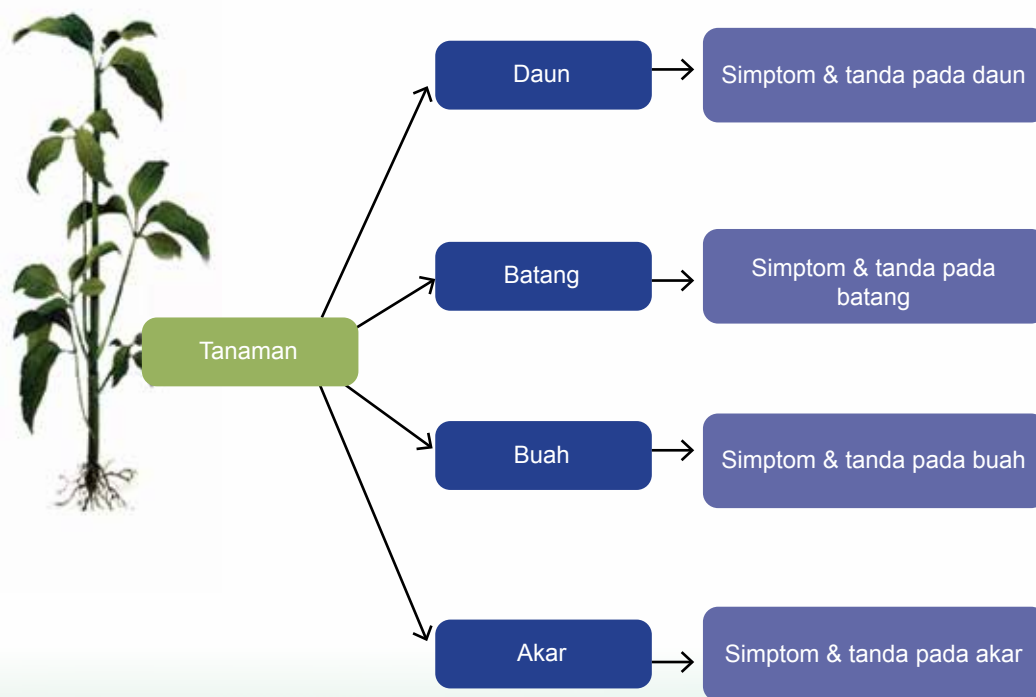 Tanaman
Daun
Simptom & tanda pada daun
Batang
Simptom & tanda pada
batang
Buah
Simptom & tanda pada buah
Akar
Simptom & tanda pada akar